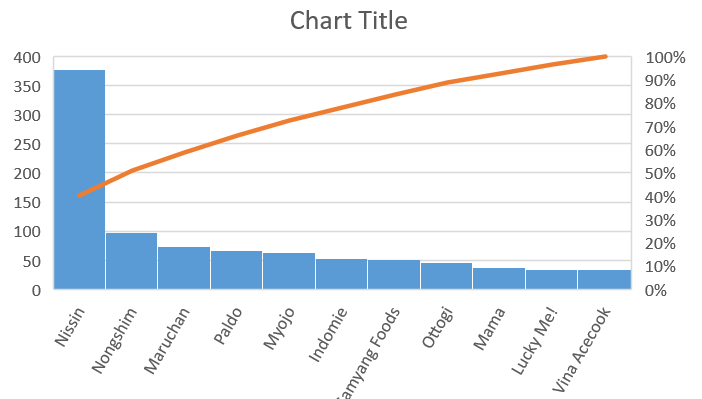 Chart Title
400
350
300
250
200
150
100
50
0
100%
90%
80%
70%
60%
50%
40%
30%
20%
10%
0%
Nissin
Nongshim
Maruchan
Paldo
Myojo
Indomie
Samyang Foods
Ottogi
Mama
Lucky Me!
Vina Acecook